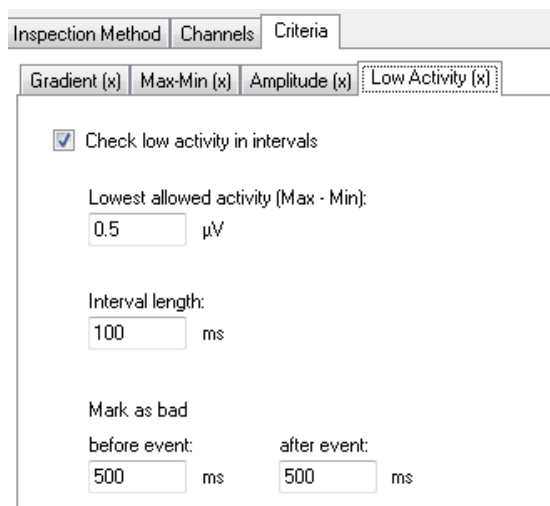 Inspection Method Channels Criteria
Gradient (x) Max-Min (x) Amplitude (x) Low Activity (x)
Check low activity in intervals
Lowest allowed activity (Max - Min):
0.5 µV
Interval length:
100 ms
Mark as bad
before event: after event:
500 ms 500 ms